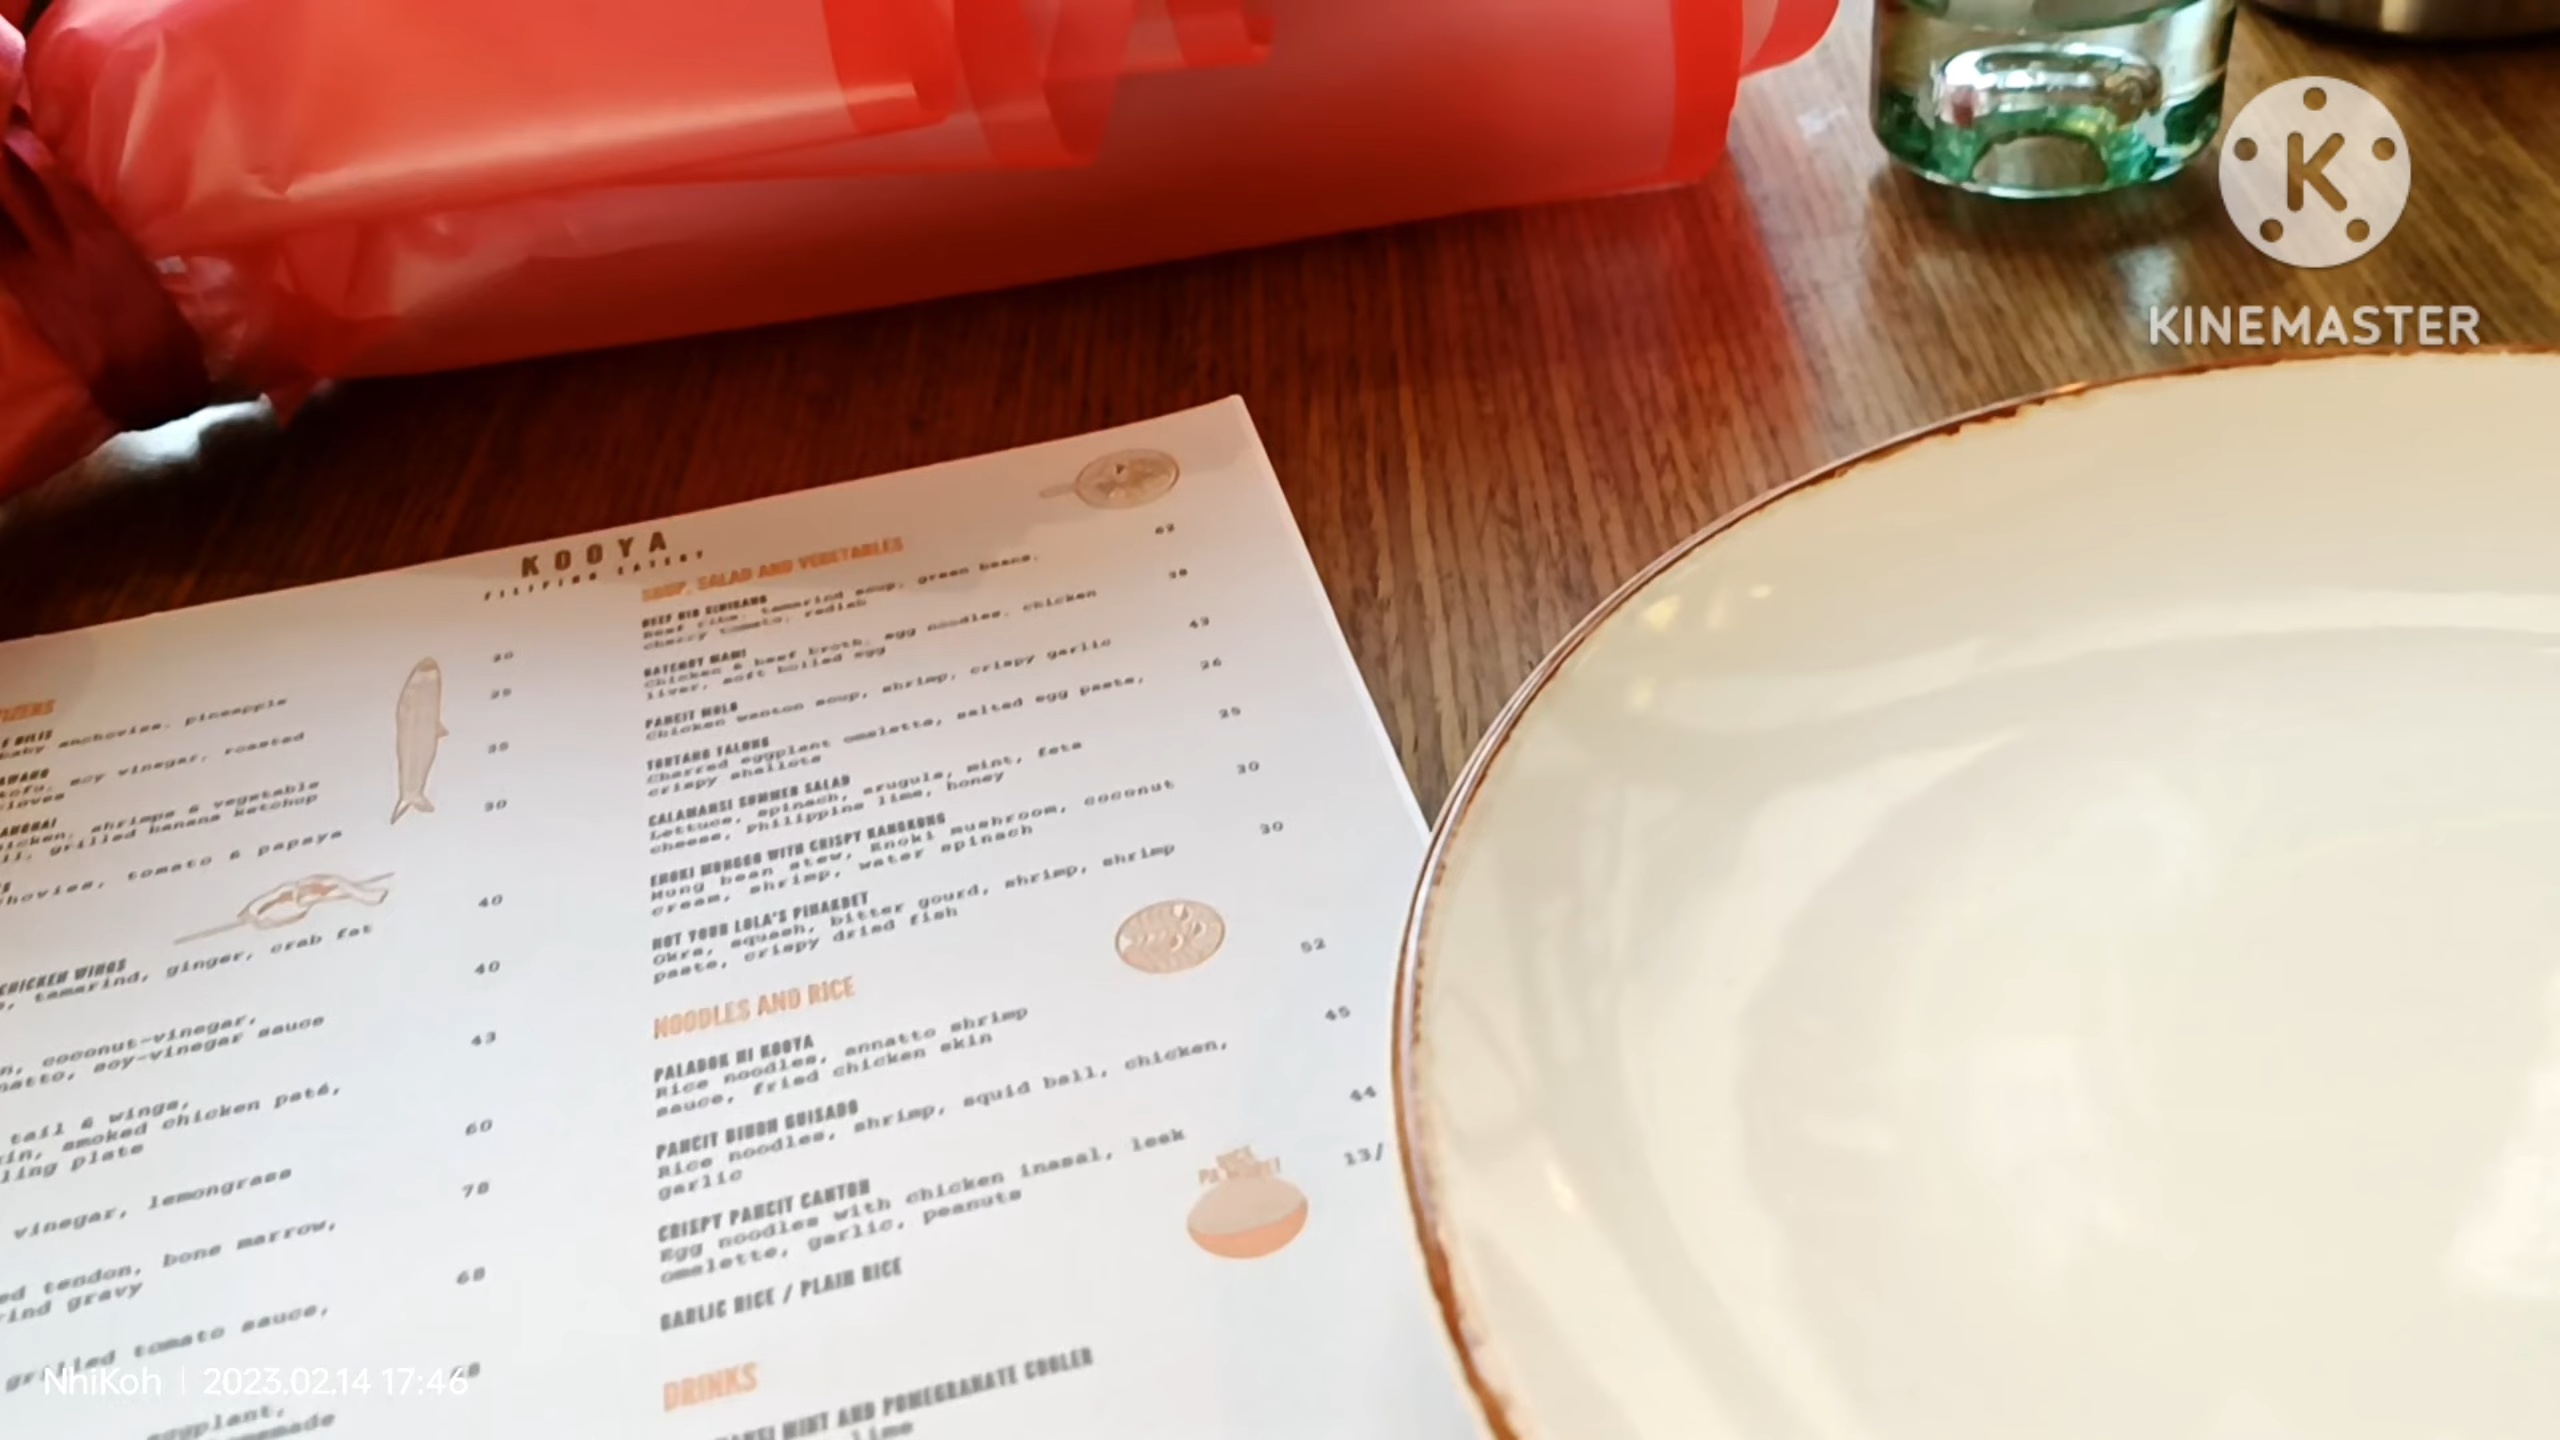 KINEMASTER
KOOYA
FILIPINO EATERY
baby anchovies, pineapple
20
soy vinegar, roasted
cloves
25
shrimps & vegetable
grilled banana ketchup
35
tomato & papaya
30
CHICKEN WINGS
tamarind, ginger, crab fat
40
coconut-vinegar,
soy-vinegar sauce
40
tail & wings,
smoked chicken paté,
plate
43
vinegar, lemongrass
60
tendon, bone marrow,
gravy
78
grilled tomato sauce,
68
eggplant,
SOUP, SALAD AND VEGETABLES
BEEF RIB SINIGANG
Beef ribs, tamarind soup, green beans,
cherry tomato, radish
62
BATCHOY MAMI
Chicken & beef broth, egg noodles, chicken
liver, soft boiled egg
38
PANCIT MOLO
Chicken wanton soup, shrimp, crispy garlic
43
TORTANG TALONG
Charred eggplant omelette, salted egg paste,
crispy shallots
26
CALAMANSI SUMMER SALAD
Lettuce, spinach, arugula, mint, feta
cheese, Philippine lime, honey
25
ENOKI MONGGO WITH CRISPY KANGKONG
Mung bean stew, Enoki mushroom, coconut
cream, shrimp, water spinach
30
NOT YOUR LOLA'S PINAKBET
Okra, squash, bitter gourd, shrimp, shrimp
paste, crispy dried fish
30
NOODLES AND RICE
PALABOK NI KOOYA
Rice noodles, annatto shrimp
sauce, fried chicken skin
52
PANCIT BIHON GUISADO
Rice noodles, shrimp, squid ball, chicken,
garlic
45
CRISPY PANCIT CANTON
Egg noodles with chicken inasal, leek
omelette, garlic, peanuts
44
GARLIC RICE / PLAIN RICE
13/
DRINKS
MINT AND POMEGRANATE COOLER
lime
NhiKoh | 2023.02.14 17:46